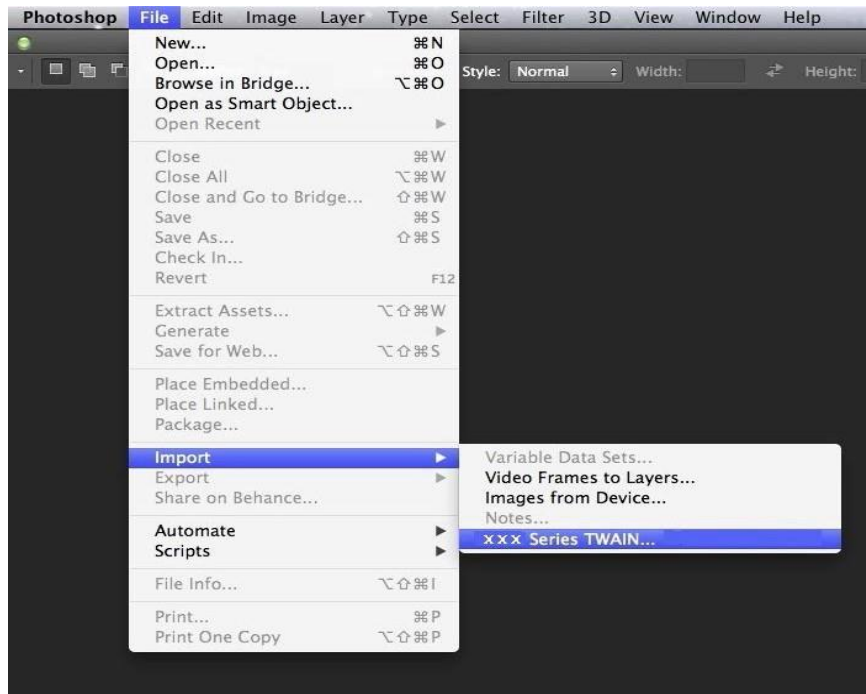 Photoshop File Edit Image Layer Type Select Filter 3D View Window Help
Style: Normal Width: Height:
New... ⌘N
Open... ⌘O
Browse in Bridge... ⌥⌘O
Open as Smart Object...
Open Recent ▶
Close ⌘W
Close All ⌥⌘W
Close and Go to Bridge... ⇧⌘W
Save ⌘S
Save As... ⇧⌘S
Check In...
Revert F12
Extract Assets... ⌥⇧⌘W
Generate ▶
Save for Web... ⌥⇧⌘S
Place Embedded...
Place Linked...
Package...
Import ▶
Export ▶
Share on Behance...
Automate ▶
Scripts ▶
File Info... ⌥⇧⌘I
Print... ⌘P
Print One Copy ⌥⇧⌘P
Variable Data Sets...
Video Frames to Layers...
Images from Device...
Notes...
xxx Series TWAIN...